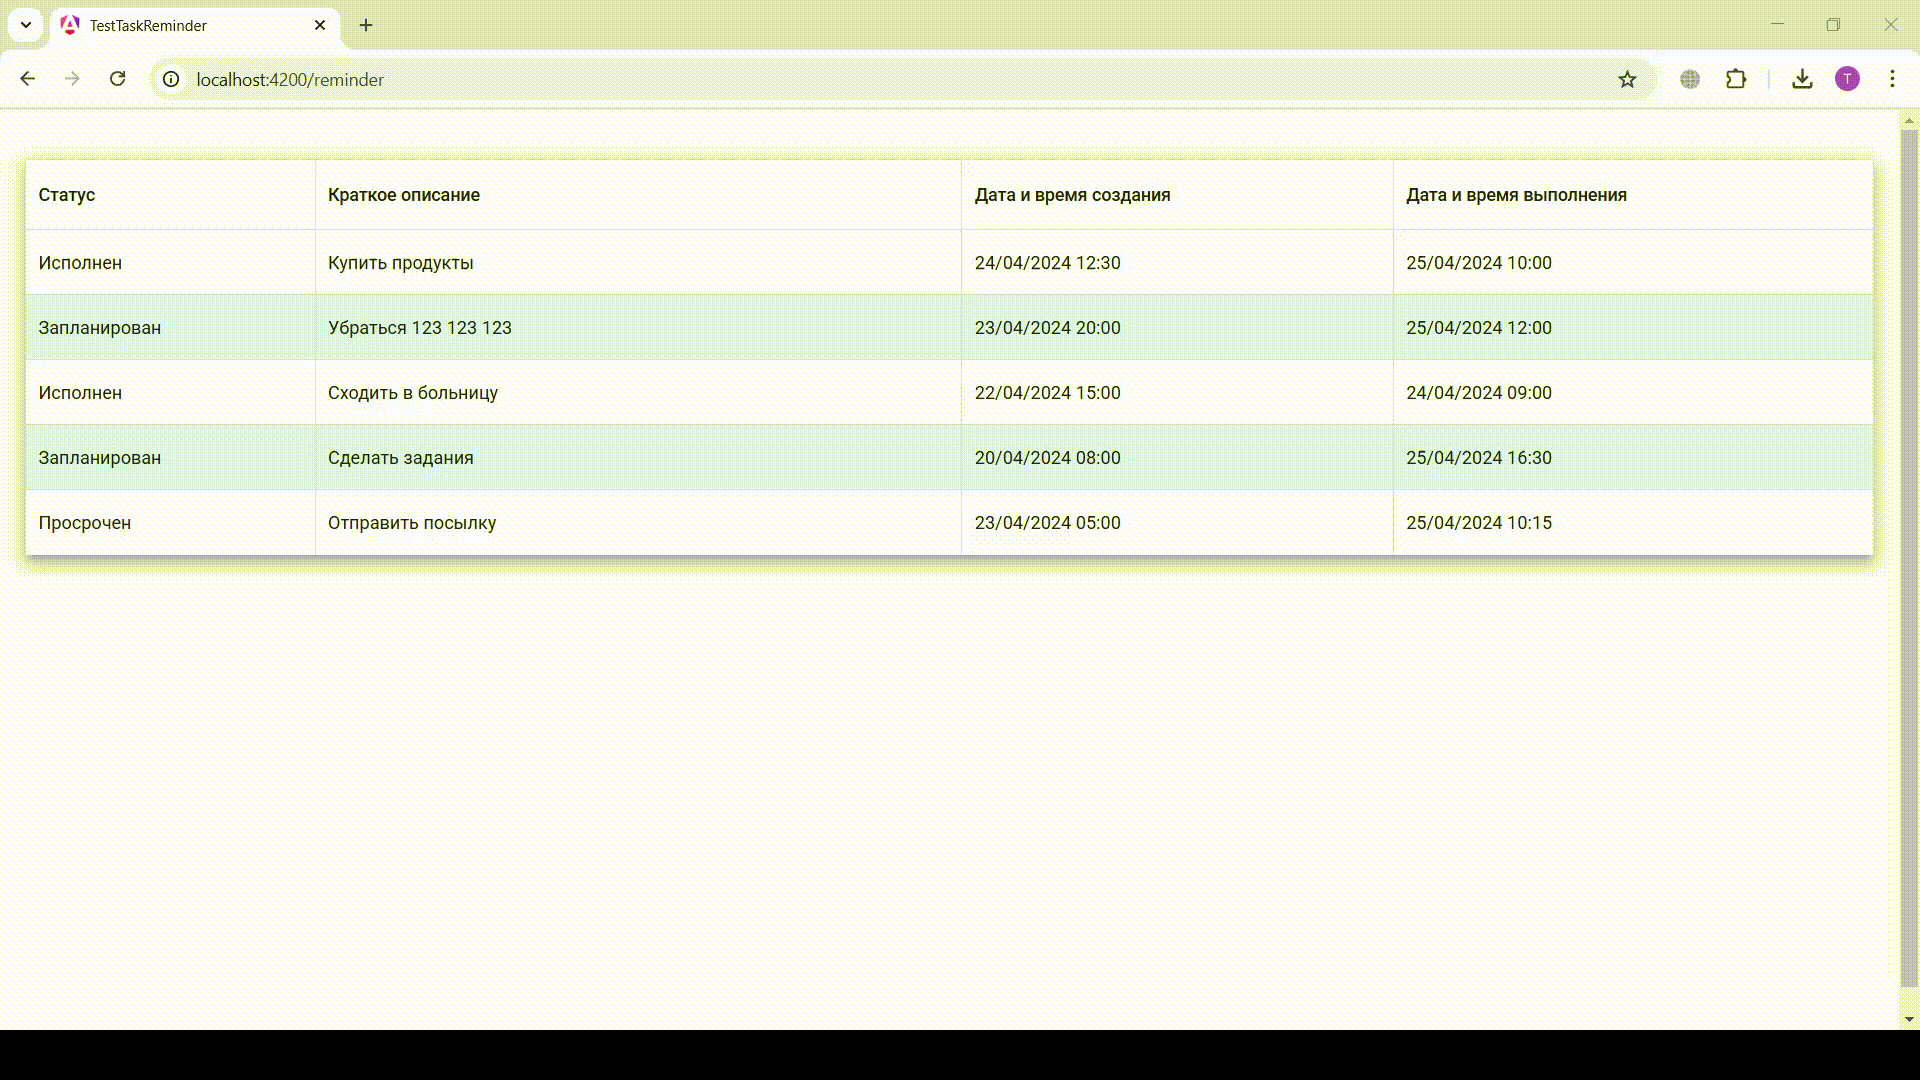 TestTaskReminder
localhost:4200/reminder
T
Статус Краткое описание Дата и время создания Дата и время выполнения
Исполнен Купить продукты 24/04/2024 12:30 25/04/2024 10:00
Запланирован Убраться 123 123 123 23/04/2024 20:00 25/04/2024 12:00
Исполнен Сходить в больницу 22/04/2024 15:00 24/04/2024 09:00
Запланирован Сделать задания 20/04/2024 08:00 25/04/2024 16:30
Просрочен Отправить посылку 23/04/2024 05:00 25/04/2024 10:15